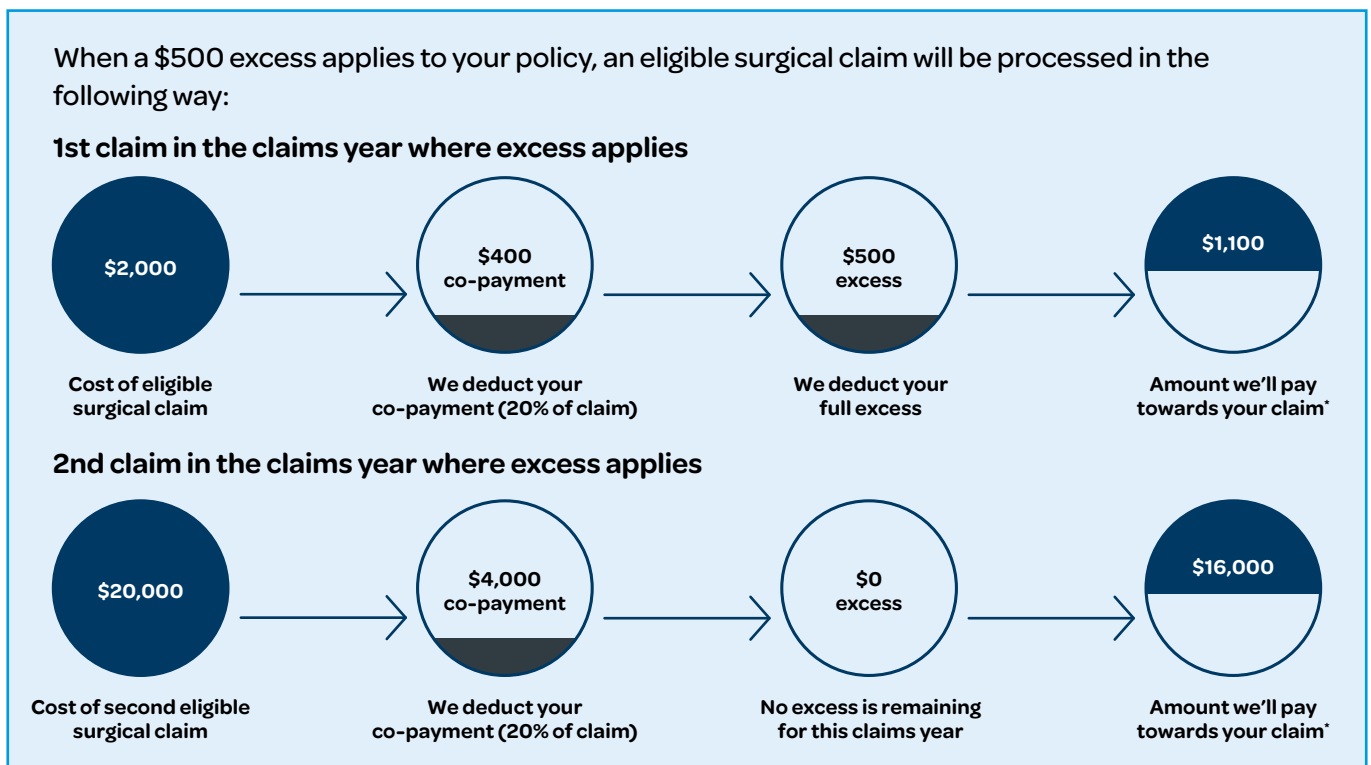 When a $500 excess applies to your policy, an eligible surgical claim will be processed in the
following way:
1st claim in the claims year where excess applies
$2,000
$400
co-payment
$500
excess
$1,100
Cost of eligible
surgical claim
We deduct your
co-payment (20% of claim)
We deduct your
full excess
Amount we'll pay
towards your claim*
2nd claim in the claims year where excess applies
$20,000
$4,000
co-payment
$0
excess
$16,000
Cost of second eligible
surgical claim
We deduct your
co-payment (20% of claim)
No excess is remaining
for this claims year
Amount we'll pay
towards your claim*